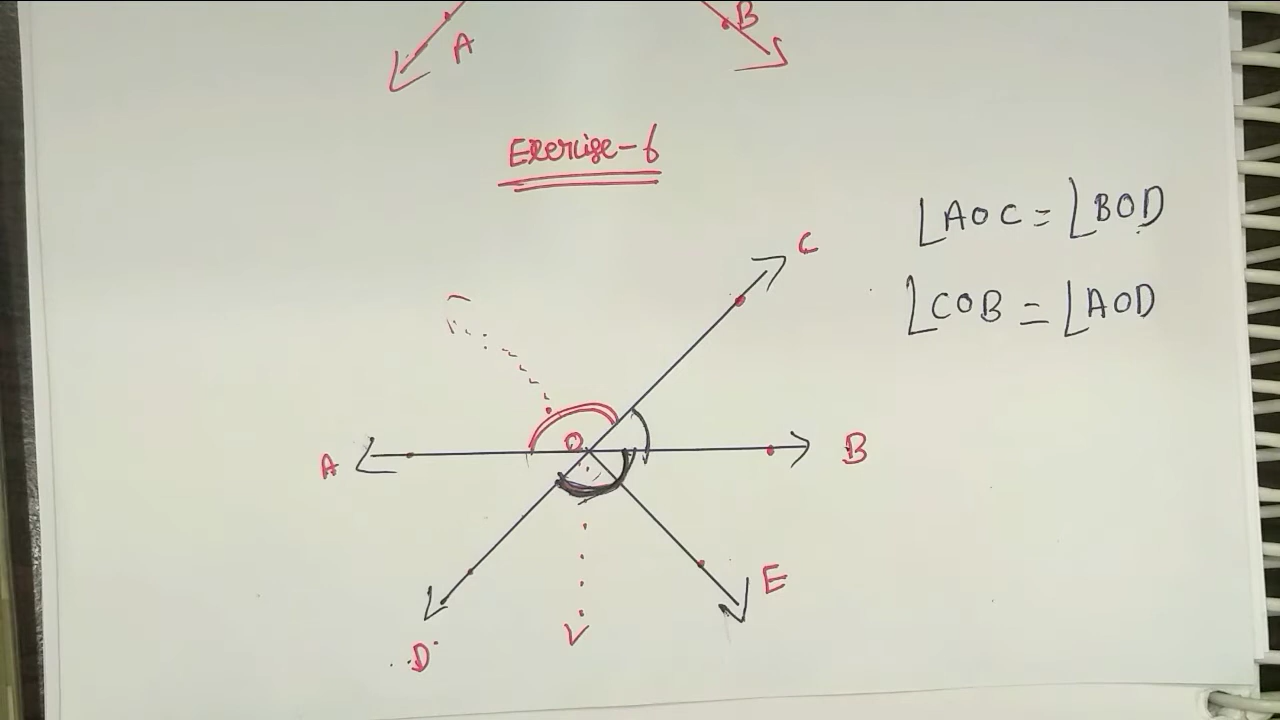 A
B
Exercise-6
∠AOC = ∠BOD
∠COB = ∠AOD
C
O
A
B
E
D